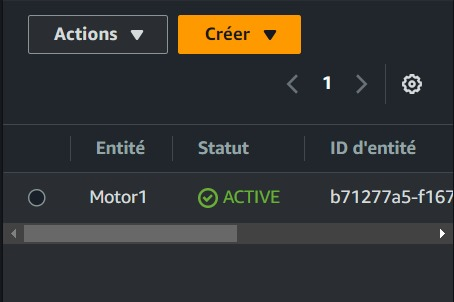 Actions Créer
1
Entité Statut ID d'entité
Motor1 ACTIVE b71277a5-f167